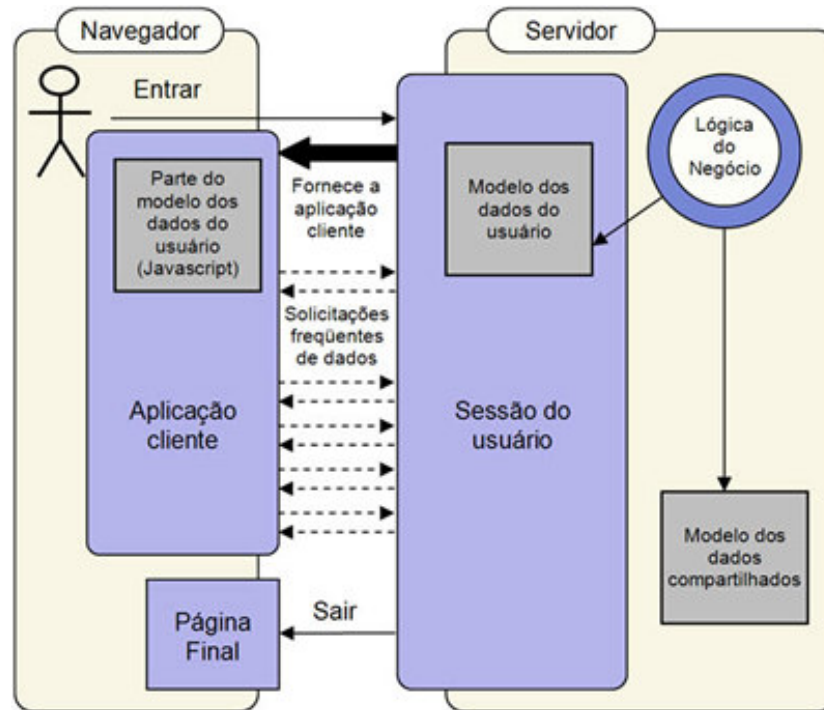 Navegador
Servidor
Entrar
Lógica
do
Negócio
Parte do
modelo dos
dados do
usuário
(Javascript)
Fornece a
aplicação
cliente
Modelo dos
dados do
usuário
Solicitações
freqüentes
de dados
Aplicação
cliente
Sessão do
usuário
Modelo dos
dados
compartilhados
Página
Final
Sair